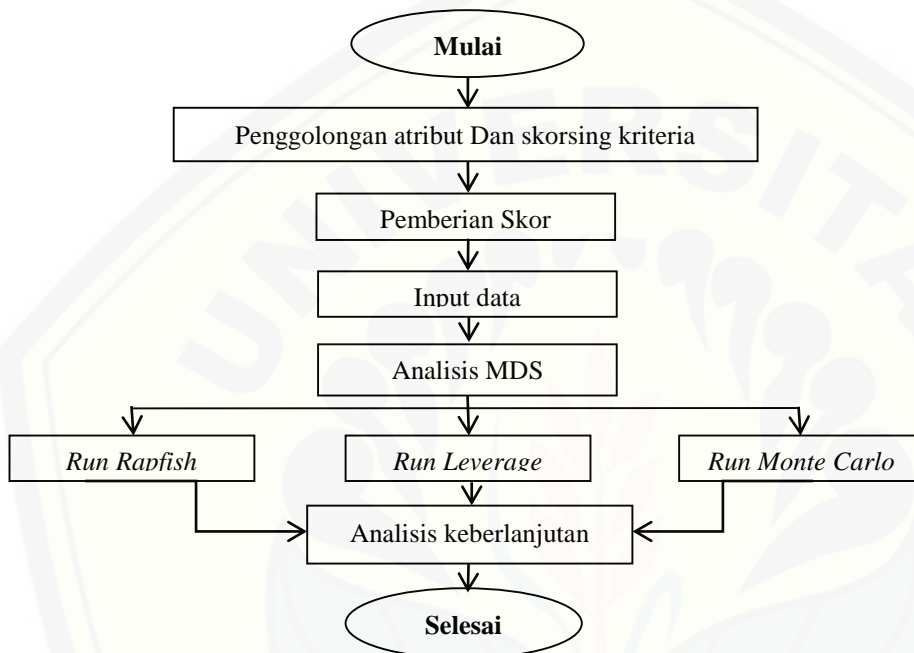 UNIVERSITA
Mulai
Penggolongan atribut Dan skorsing kriteria
Pemberian Skor
Input data
Analisis MDS
Run Rapfish
Run Leverage
Run Monte Carlo
Analisis keberlanjutan
Selesai